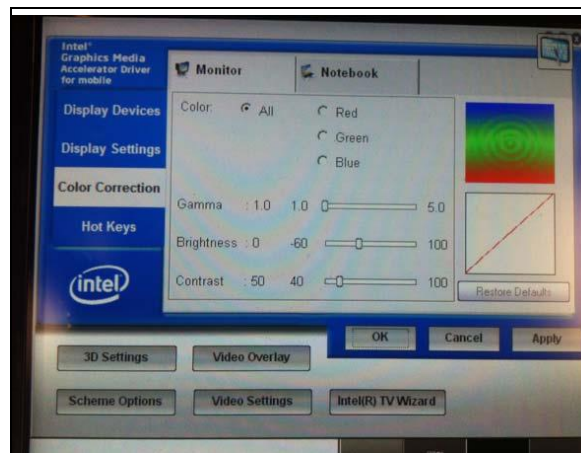 Intel®
Graphics Media
Accelerator Driver
for mobile
Monitor
Notebook
Display Devices
Display Settings
Color Correction
Hot Keys
intel
Color: All Red
Green
Blue
Gamma : 1.0 1.0 5.0
Brightness : 0 -60 100
Contrast : 50 40 100
Restore Defaults
OK Cancel Apply
3D Settings Video Overlay
Scheme Options Video Settings Intel(R) TV Wizard